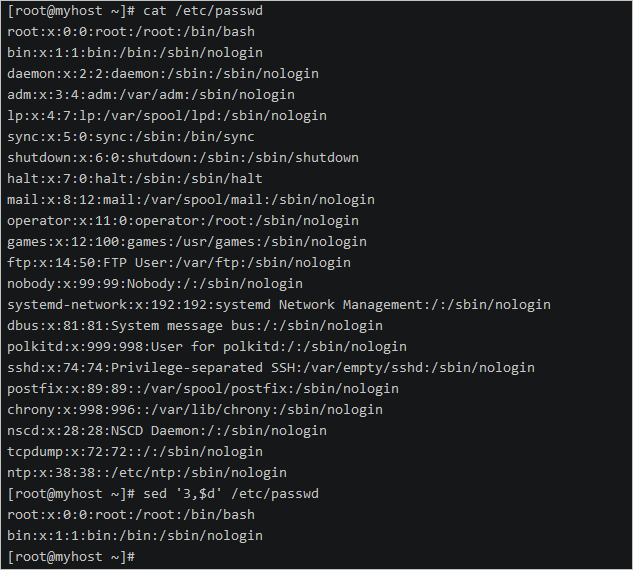 [root@myhost ~]# cat /etc/passwd
root:x:0:0:root:/root:/bin/bash
bin:x:1:1:bin:/bin:/sbin/nologin
daemon:x:2:2:daemon:/sbin:/sbin/nologin
adm:x:3:4:adm:/var/adm:/sbin/nologin
lp:x:4:7:lp:/var/spool/lpd:/sbin/nologin
sync:x:5:0:sync:/sbin:/bin/sync
shutdown:x:6:0:shutdown:/sbin:/sbin/shutdown
halt:x:7:0:halt:/sbin:/sbin/halt
mail:x:8:12:mail:/var/spool/mail:/sbin/nologin
operator:x:11:0:operator:/root:/sbin/nologin
games:x:12:100:games:/usr/games:/sbin/nologin
ftp:x:14:50:FTP User:/var/ftp:/sbin/nologin
nobody:x:99:99:Nobody:/:/sbin/nologin
systemd-network:x:192:192:systemd Network Management:/:/sbin/nologin
dbus:x:81:81:System message bus:/:/sbin/nologin
polkitd:x:999:998:User for polkitd:/:/sbin/nologin
sshd:x:74:74:Privilege-separated SSH:/var/empty/sshd:/sbin/nologin
postfix:x:89:89::/var/spool/postfix:/sbin/nologin
chrony:x:998:996::/var/lib/chrony:/sbin/nologin
nscd:x:28:28:NSCD Daemon:/:/sbin/nologin
tcpdump:x:72:72::/:/sbin/nologin
ntp:x:38:38::/etc/ntp:/sbin/nologin
[root@myhost ~]# sed '3,$d' /etc/passwd
root:x:0:0:root:/root:/bin/bash
bin:x:1:1:bin:/bin:/sbin/nologin
[root@myhost ~]#